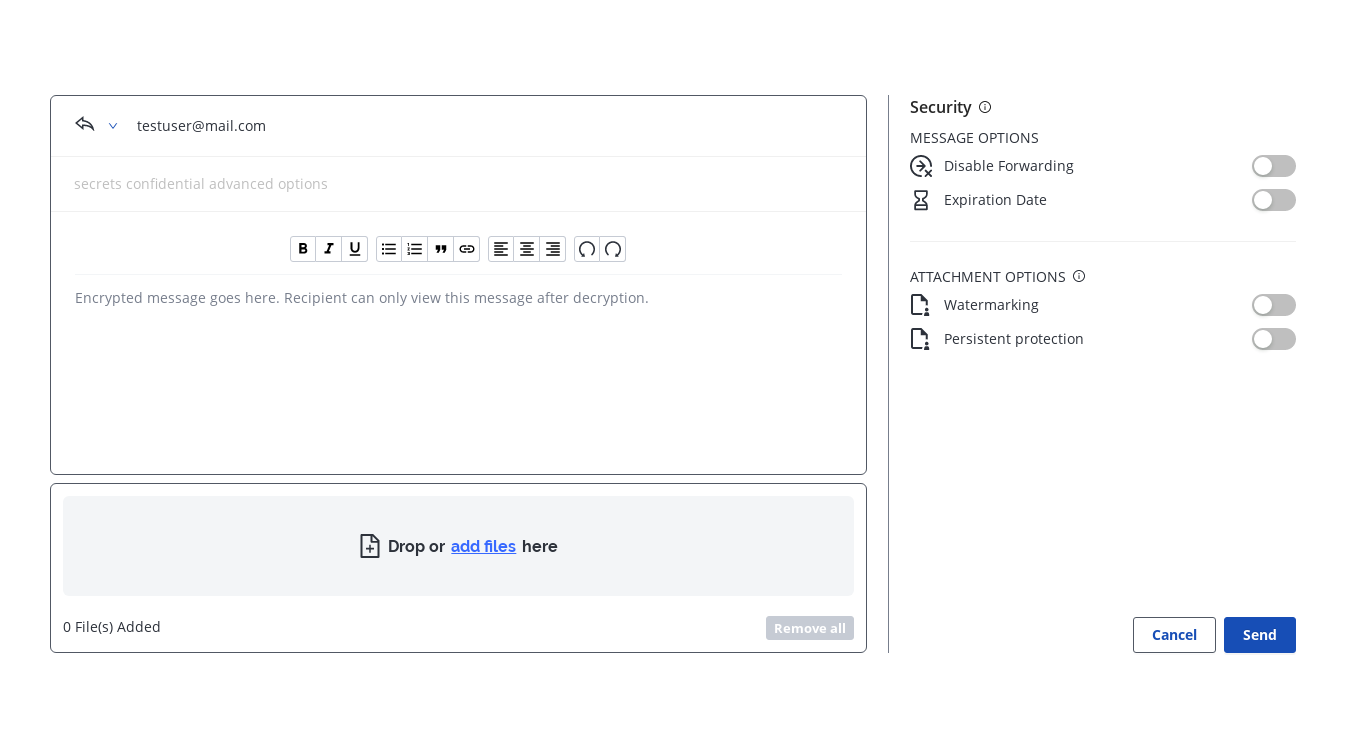 testuser@mail.com
secrets confidential advanced options
B I U
Encrypted message goes here. Recipient can only view this message after decryption.
Drop or add files here
0 File(s) Added
Remove all
Security
MESSAGE OPTIONS
Disable Forwarding
Expiration Date
ATTACHMENT OPTIONS
Watermarking
Persistent protection
Cancel
Send